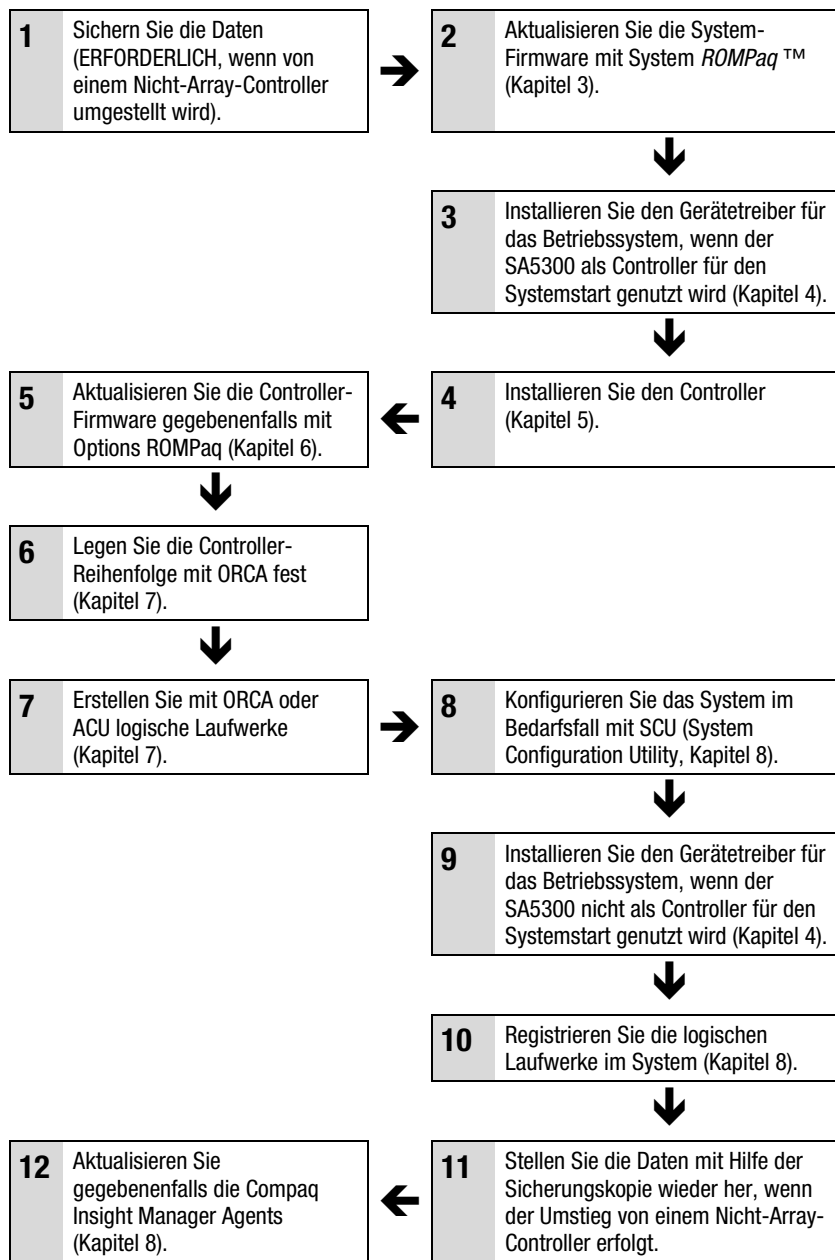 1
Sichern Sie die Daten
(ERFORDERLICH, wenn von
einem Nicht-Array-Controller
umgestellt wird).
2
Aktualisieren Sie die System-
Firmware mit System ROMPaq ™
(Kapitel 3).
3
Installieren Sie den Gerätetreiber für
das Betriebssystem, wenn der
SA5300 als Controller für den
Systemstart genutzt wird (Kapitel 4).
4
Installieren Sie den Controller
(Kapitel 5).
5
Aktualisieren Sie die Controller-
Firmware gegebenenfalls mit
Options ROMPaq (Kapitel 6).
6
Legen Sie die Controller-
Reihenfolge mit ORCA fest
(Kapitel 7).
7
Erstellen Sie mit ORCA oder
ACU logische Laufwerke
(Kapitel 7).
8
Konfigurieren Sie das System im
Bedarfsfall mit SCU (System
Configuration Utility, Kapitel 8).
9
Installieren Sie den Gerätetreiber für
das Betriebssystem, wenn der
SA5300 nicht als Controller für den
Systemstart genutzt wird (Kapitel 4).
10
Registrieren Sie die logischen
Laufwerke im System (Kapitel 8).
11
Stellen Sie die Daten mit Hilfe der
Sicherungskopie wieder her, wenn
der Umstieg von einem Nicht-Array-
Controller erfolgt.
12
Aktualisieren Sie
gegebenenfalls die Compaq
Insight Manager Agents
(Kapitel 8).